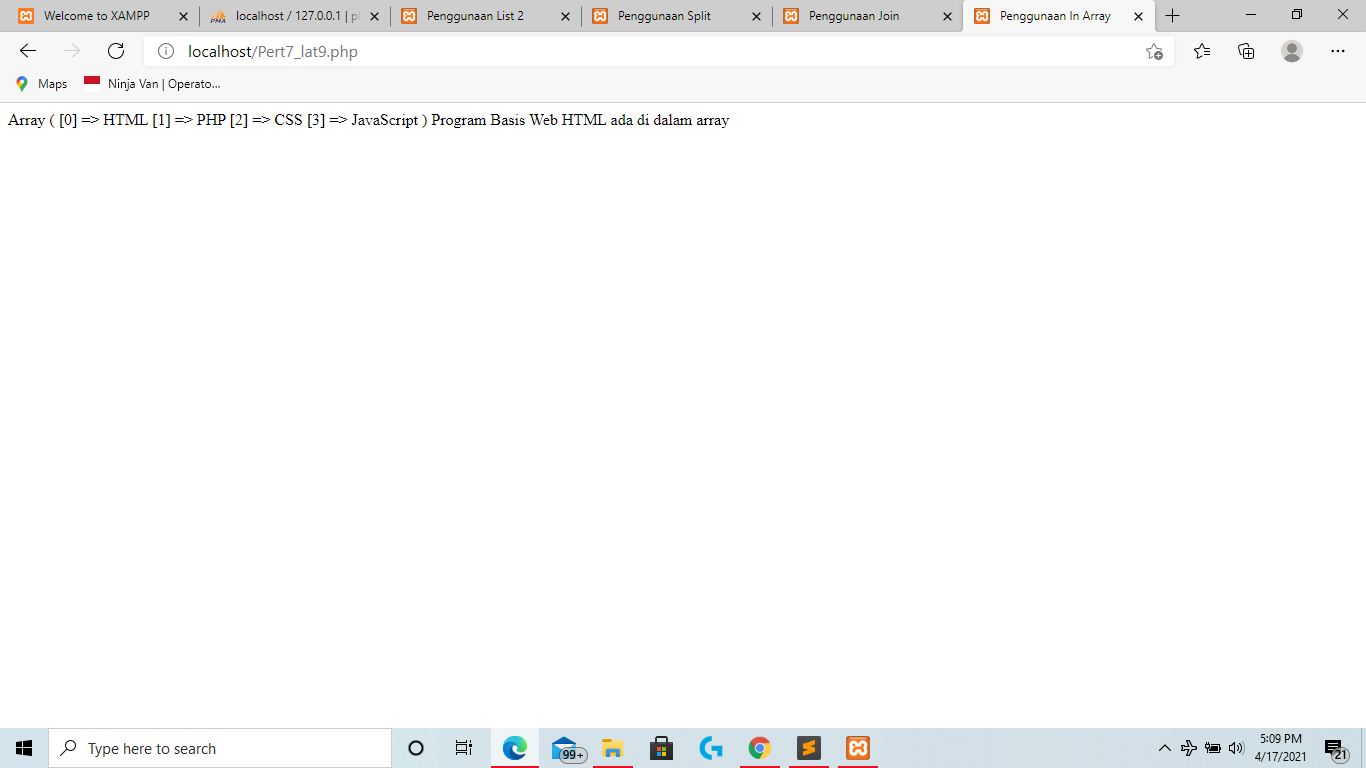 Welcome to XAMPP
localhost / 127.0.0.1 | pl
Penggunaan List 2
Penggunaan Split
Penggunaan Join
Penggunaan In Array
localhost/Pert7_lat9.php
Maps
Ninja Van | Operato...
Array ( [0] => HTML [1] => PHP [2] => CSS [3] => JavaScript ) Program Basis Web HTML ada di dalam array
Type here to search
99+
5:09 PM
4/17/2021
21